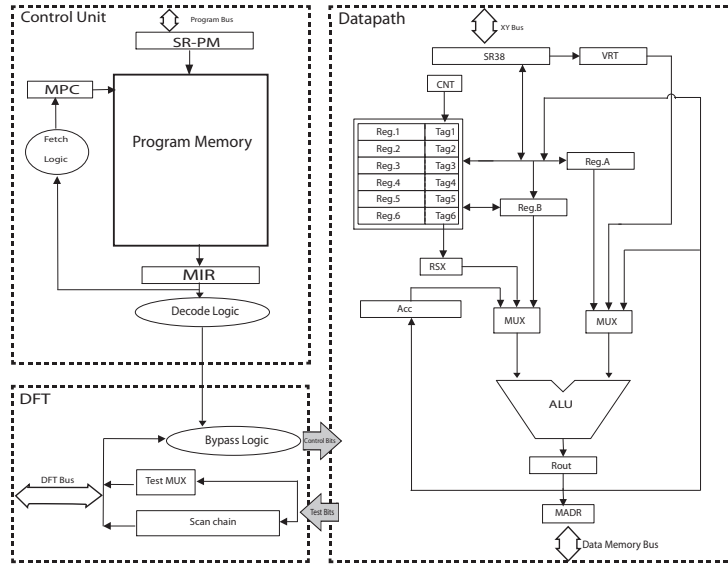 Control Unit
Program Bus
SR-PM
MPC
Program Memory
Fetch
Logic
MIR
Decode Logic
DFT
Bypass Logic
Control Bits
DFT Bus
Test MUX
Test Bits
Scan chain
Datapath
XY Bus
SR38
VRT
CNT
Reg.1 Tag1
Reg.2 Tag2
Reg.3 Tag3
Reg.4 Tag4
Reg.5 Tag5
Reg.6 Tag6
Reg.A
Reg.B
RSX
Acc
MUX
MUX
ALU
Rout
MADR
Data Memory Bus